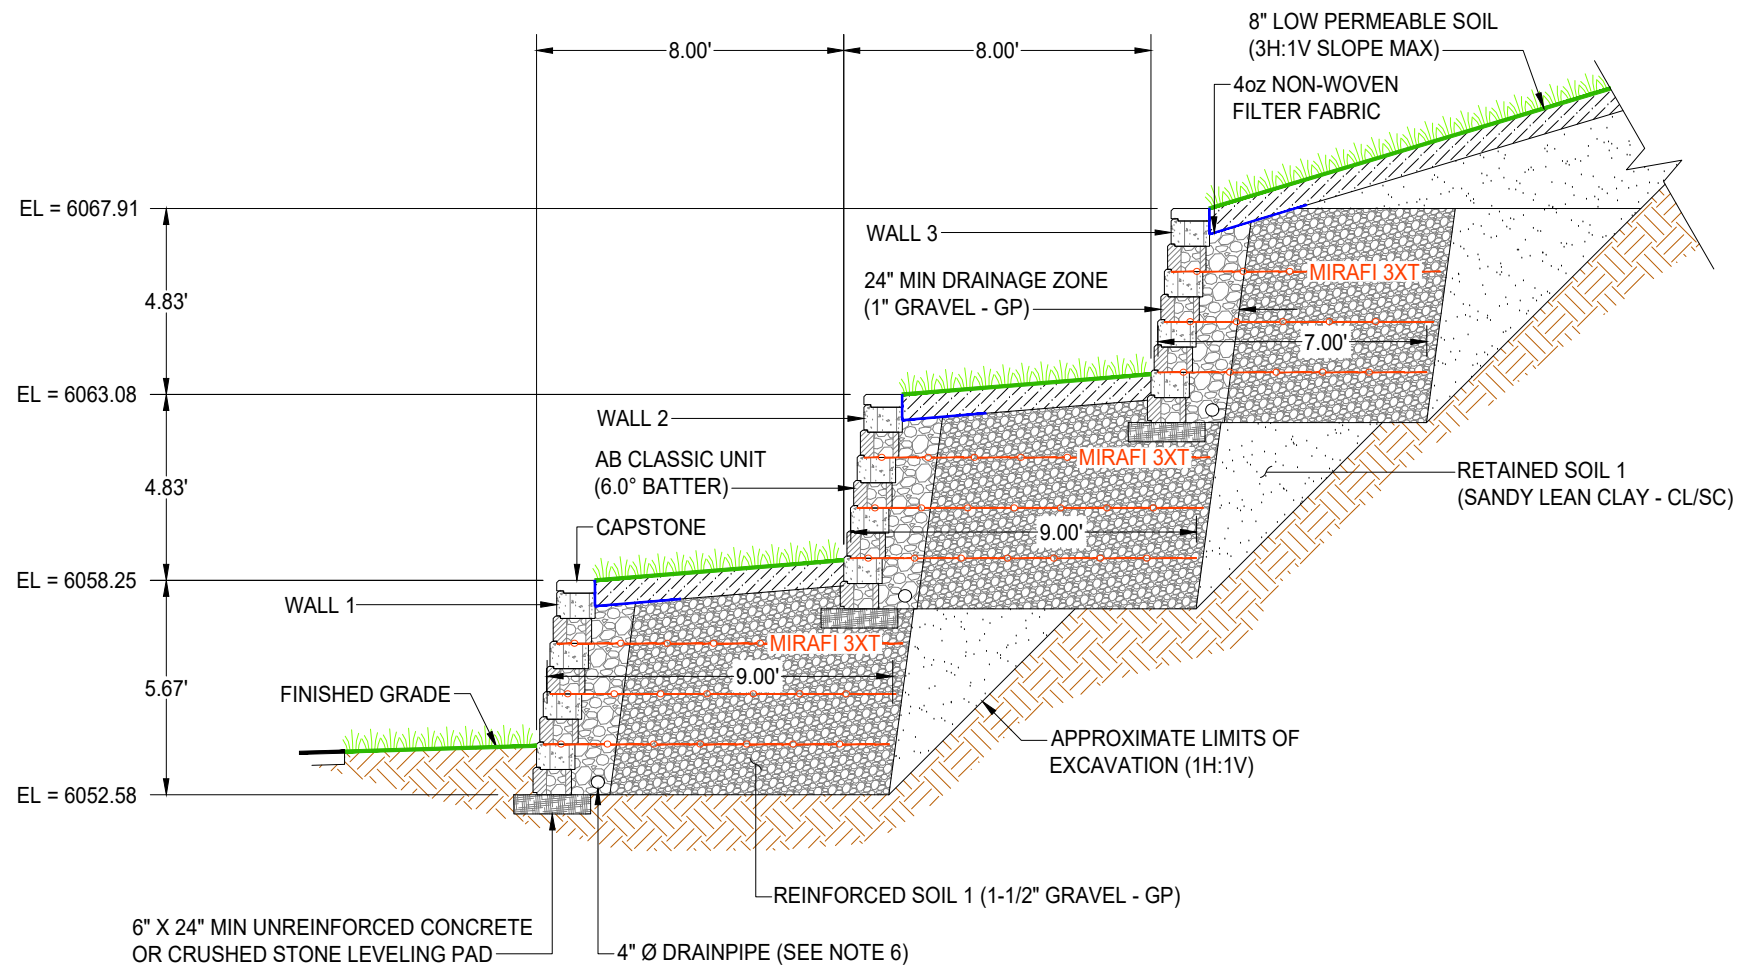 8.00'
8.00'
8" LOW PERMEABLE SOIL
(3H:1V SLOPE MAX)
4oz NON-WOVEN
FILTER FABRIC
EL = 6067.91
WALL 3
24" MIN DRAINAGE ZONE
(1" GRAVEL - GP)
MIRAFI 3XT
4.83'
7.00'
EL = 6063.08
WALL 2
AB CLASSIC UNIT
(6.0° BATTER)
MIRAFI 3XT
RETAINED SOIL 1
(SANDY LEAN CLAY - CL/SC)
4.83'
CAPSTONE
9.00'
EL = 6058.25
WALL 1
MIRAFI 3XT
5.67'
FINISHED GRADE
9.00'
APPROXIMATE LIMITS OF
EXCAVATION (1H:1V)
EL = 6052.58
REINFORCED SOIL 1 (1-1/2" GRAVEL - GP)
6" X 24" MIN UNREINFORCED CONCRETE
OR CRUSHED STONE LEVELING PAD
4" Ø DRAINPIPE (SEE NOTE 6)